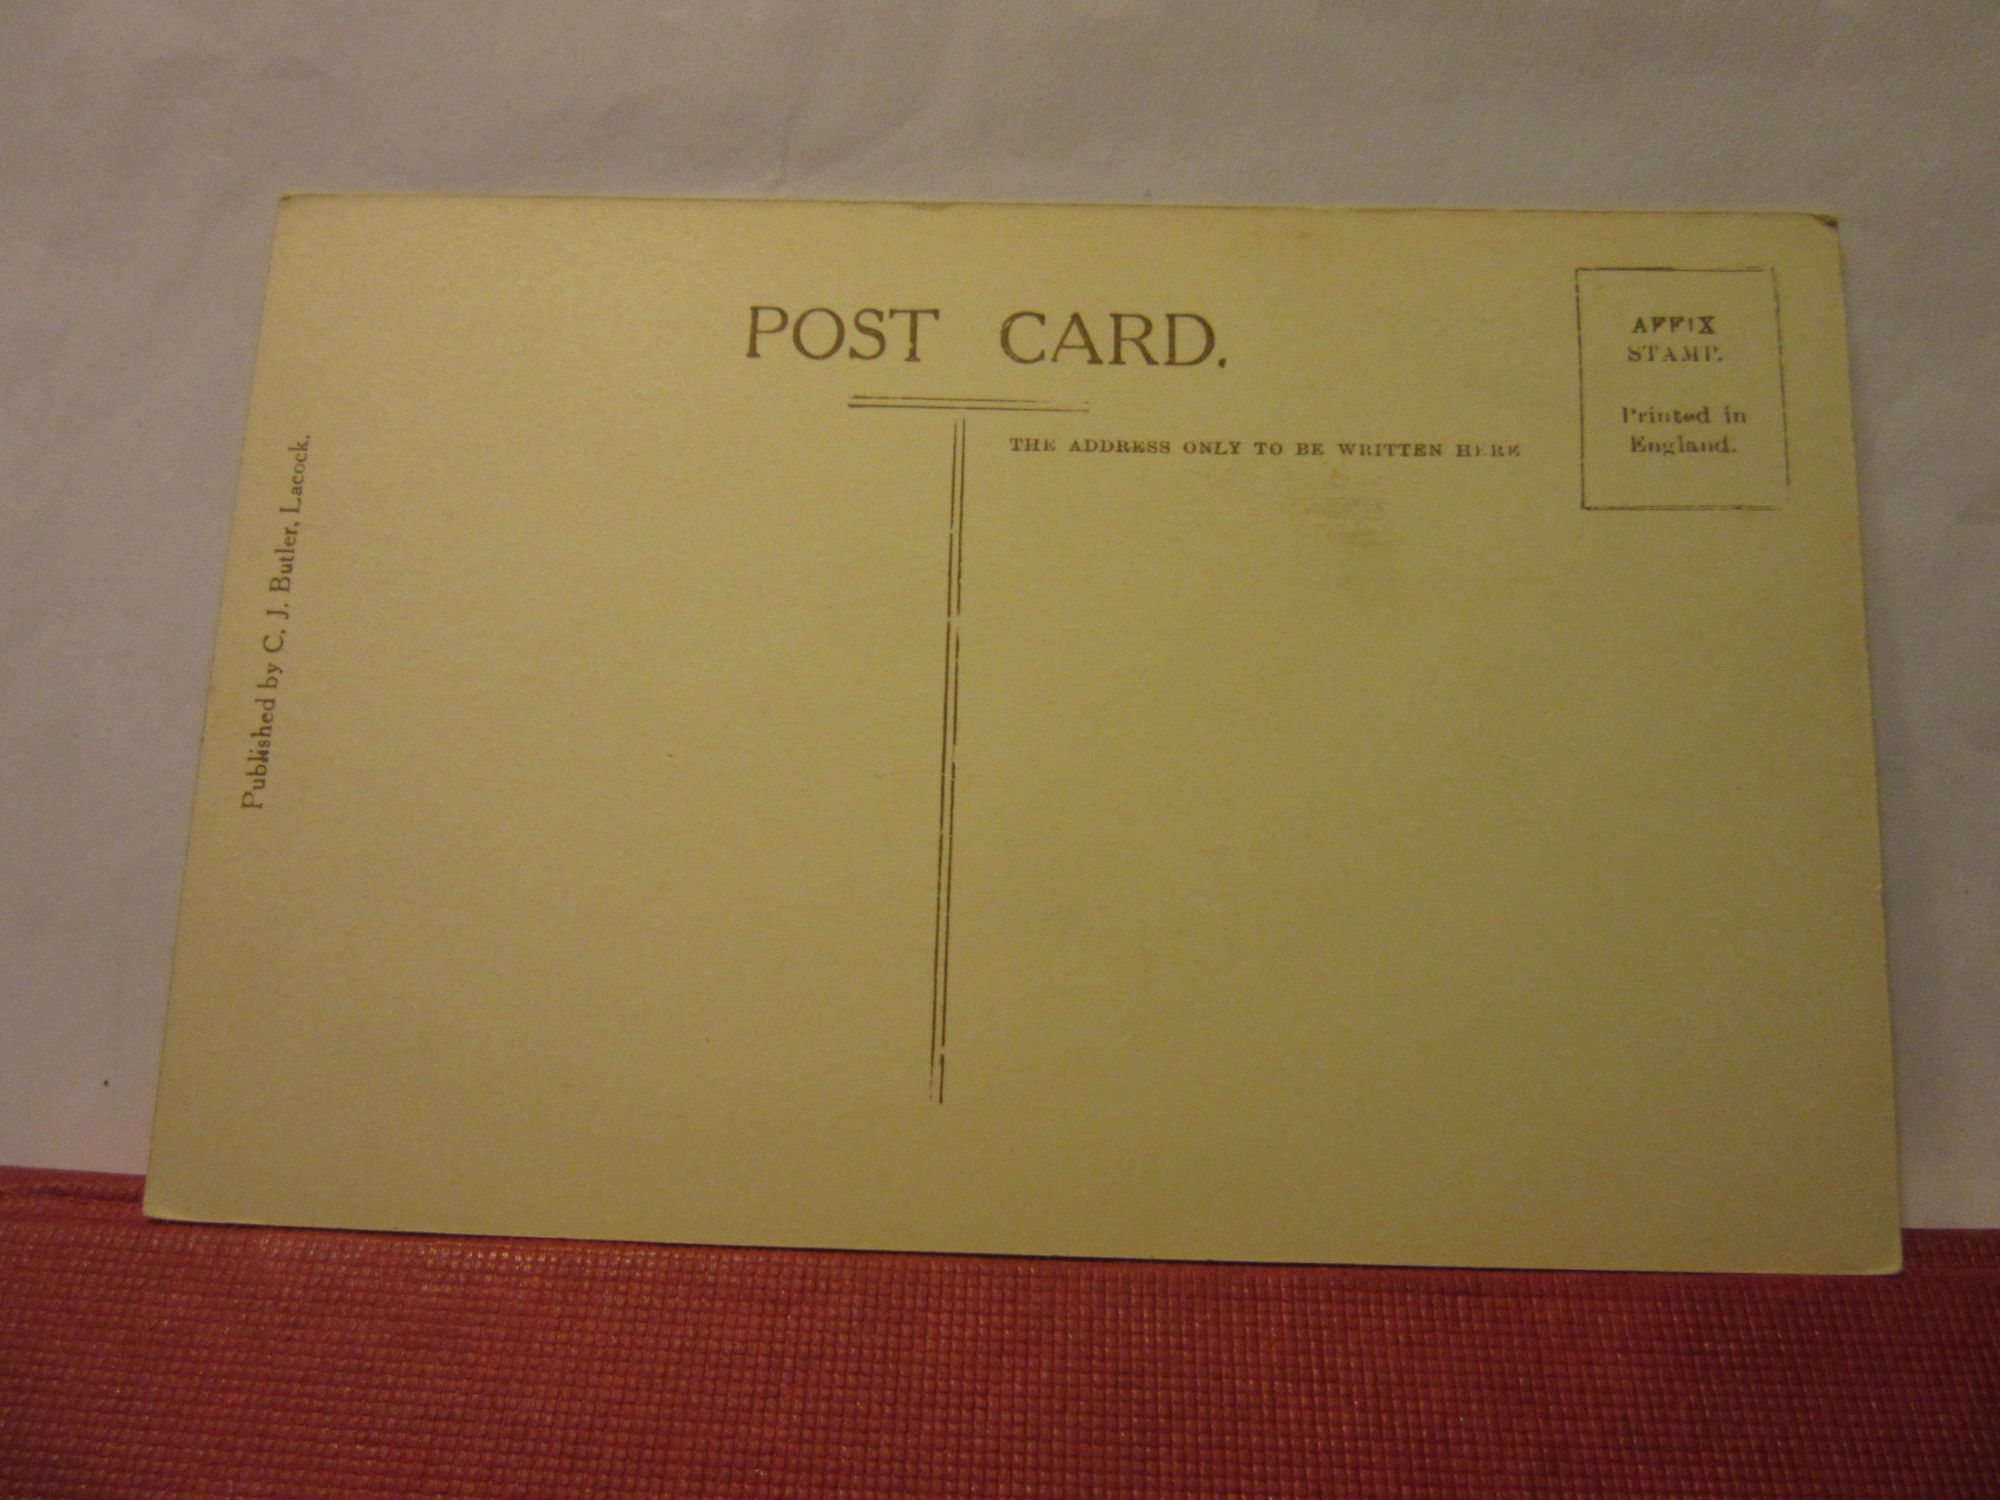 POST CARD.
AFFIX
STAMP.
Printed in
England.
THE ADDRESS ONLY TO BE WRITTEN HERE
Published by C. J. Butler, Lacock.